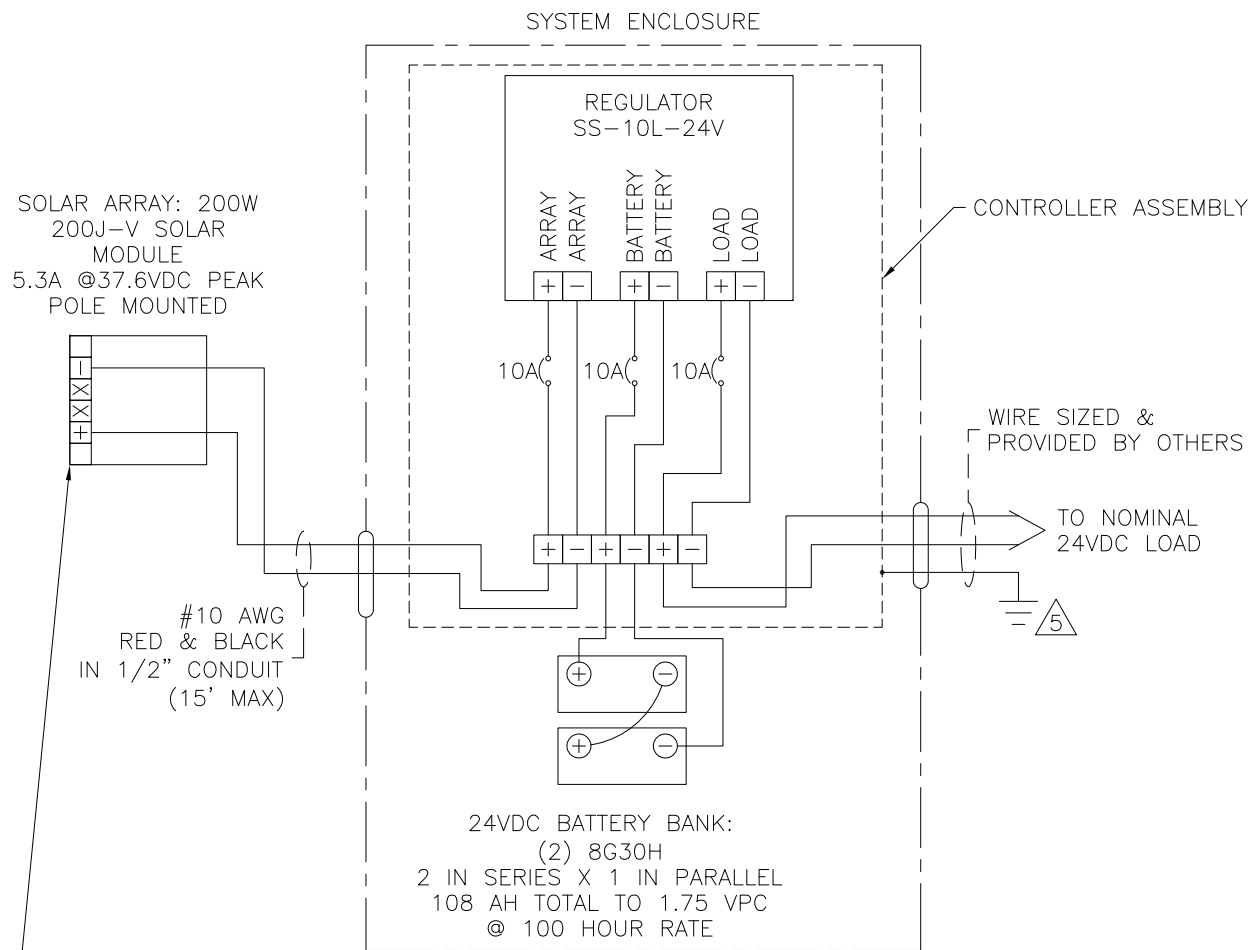 SYSTEM ENCLOSURE
REGULATOR
SS-10L-24V
ARRAY
ARRAY
BATTERY
BATTERY
LOAD
LOAD
+ - + - + -
CONTROLLER ASSEMBLY
SOLAR ARRAY: 200W
200J-V SOLAR
MODULE
5.3A @37.6VDC PEAK
POLE MOUNTED
-
X
X
+
10A
10A
10A
WIRE SIZED &
PROVIDED BY OTHERS
+ - + - + -
TO NOMINAL
24VDC LOAD
5
#10 AWG
RED & BLACK
IN 1/2" CONDUIT
(15' MAX)
+ -
+ -
24VDC BATTERY BANK:
(2) 8G30H
2 IN SERIES X 1 IN PARALLEL
108 AH TOTAL TO 1.75 VPC
@ 100 HOUR RATE